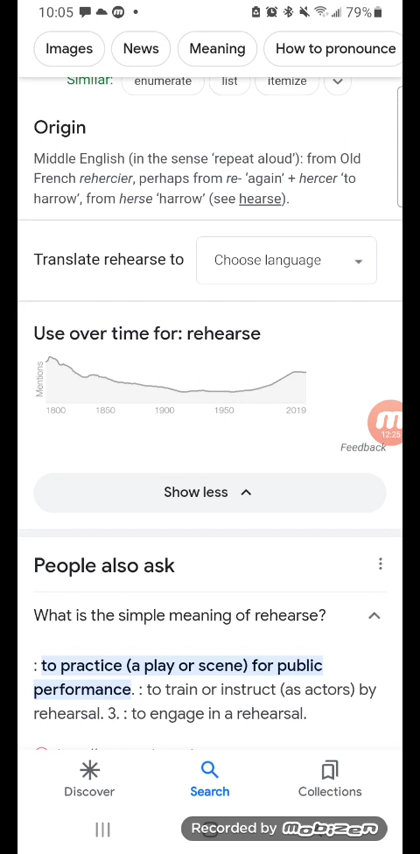 10:05
79%
Images
News
Meaning
How to pronounce
Similar:
enumerate
list
itemize
Origin
Middle English (in the sense ‘repeat aloud’): from Old
French rehercier, perhaps from re- ‘again’ + hercer ‘to
harrow’, from herse ‘harrow’ (see hearse).
Translate rehearse to
Choose language
Use over time for: rehearse
Mentions
1800
1850
1900
1950
2019
12:25
Feedback
Show less
People also ask
What is the simple meaning of rehearse?
: to practice (a play or scene) for public
performance. : to train or instruct (as actors) by
rehearsal. 3. : to engage in a rehearsal.
Discover
Search
Collections
Recorded by mobizen